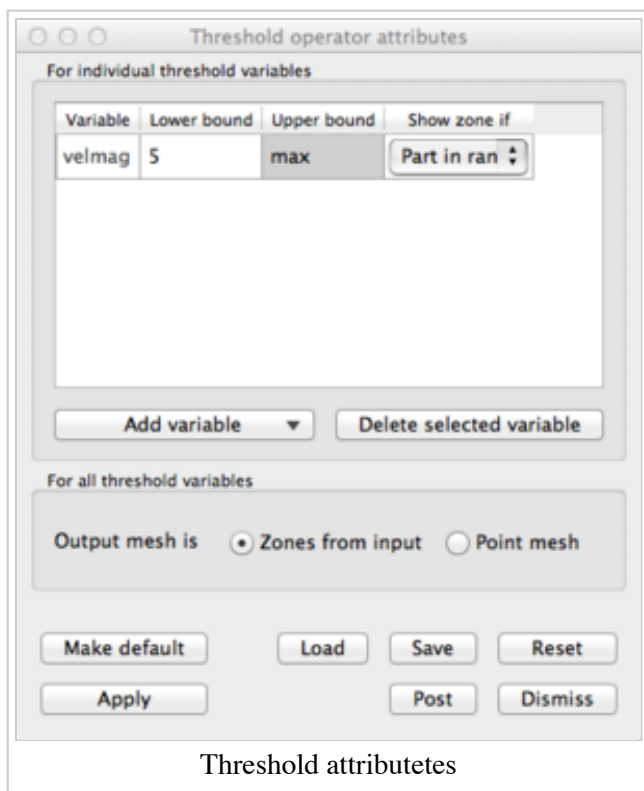 Threshold operator attributes
For individual threshold variables
Variable Lower bound Upper bound Show zone if
velmag 5 max Part in ran
Add variable Delete selected variable
For all threshold variables
Output mesh is Zones from input Point mesh
Make default Load Save Reset
Apply Post Dismiss
Threshold attributetes